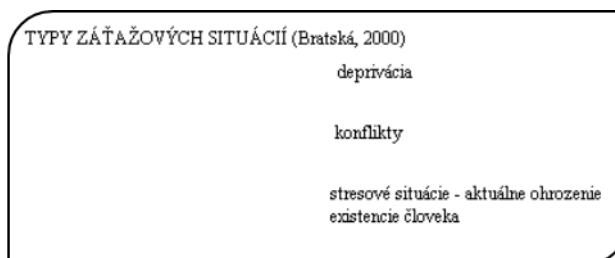 TYPY ZÁŤAŽOVÝCH SITUÁCIÍ (Bratská, 2000)
deprivácia
konflikty
stresové situácie - aktuálne ohrozenie
existencie človeka